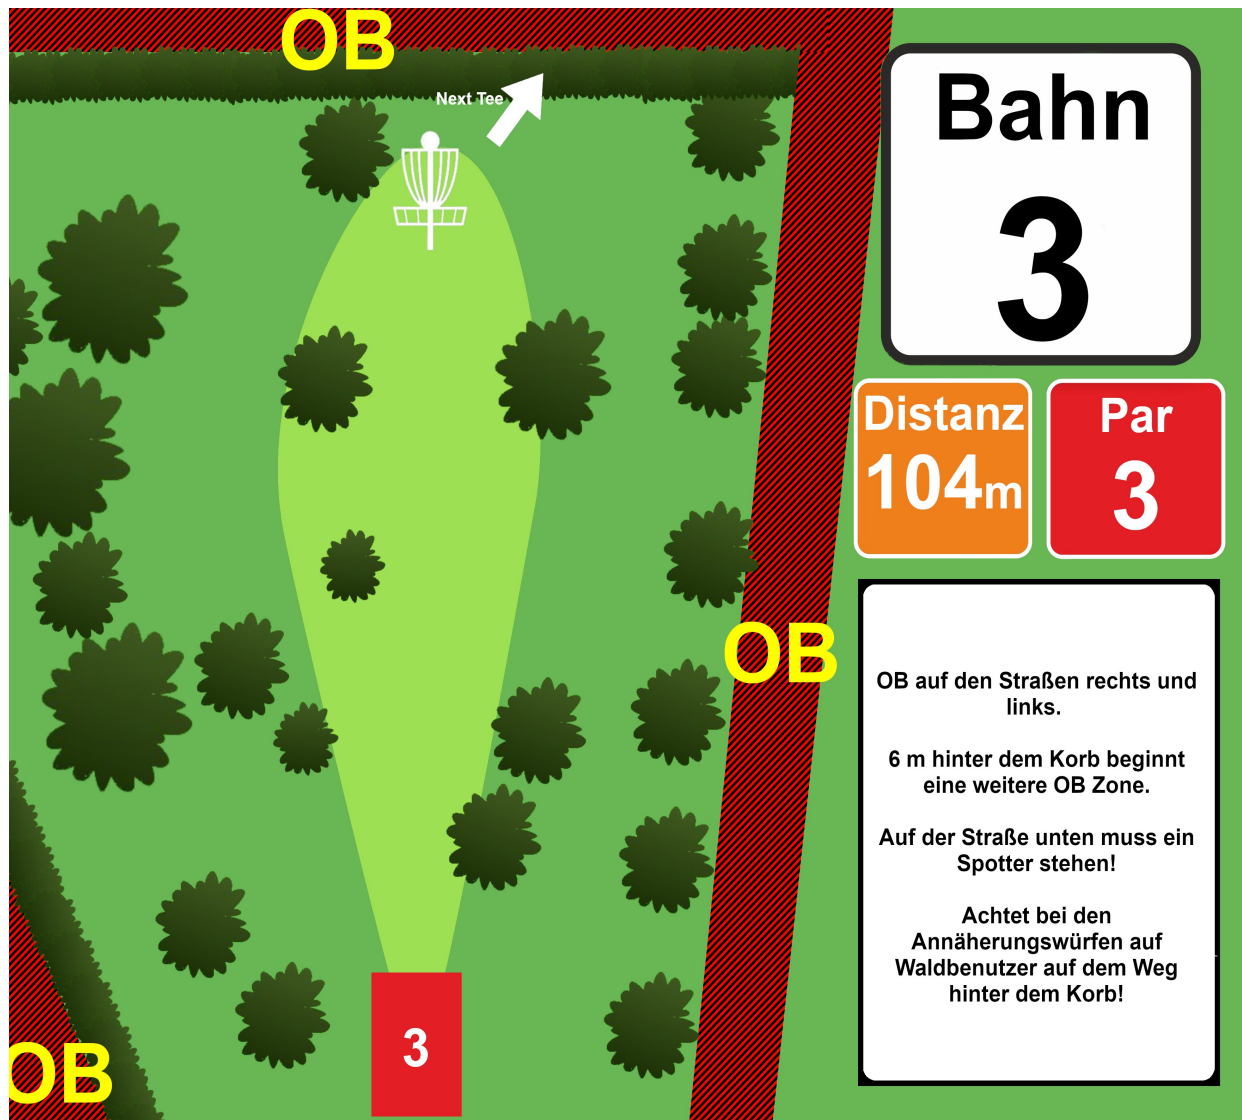 OB
Next Tee
Bahn
3
Distanz
104m
Par
3
OB
OB auf den Straßen rechts und
links.
6 m hinter dem Korb beginnt
eine weitere OB Zone.
Auf der Straße unten muss ein
Spotter stehen!
Achtet bei den
Annäherungswürfen auf
Waldbenutzer auf dem Weg
hinter dem Korb!
3
OB